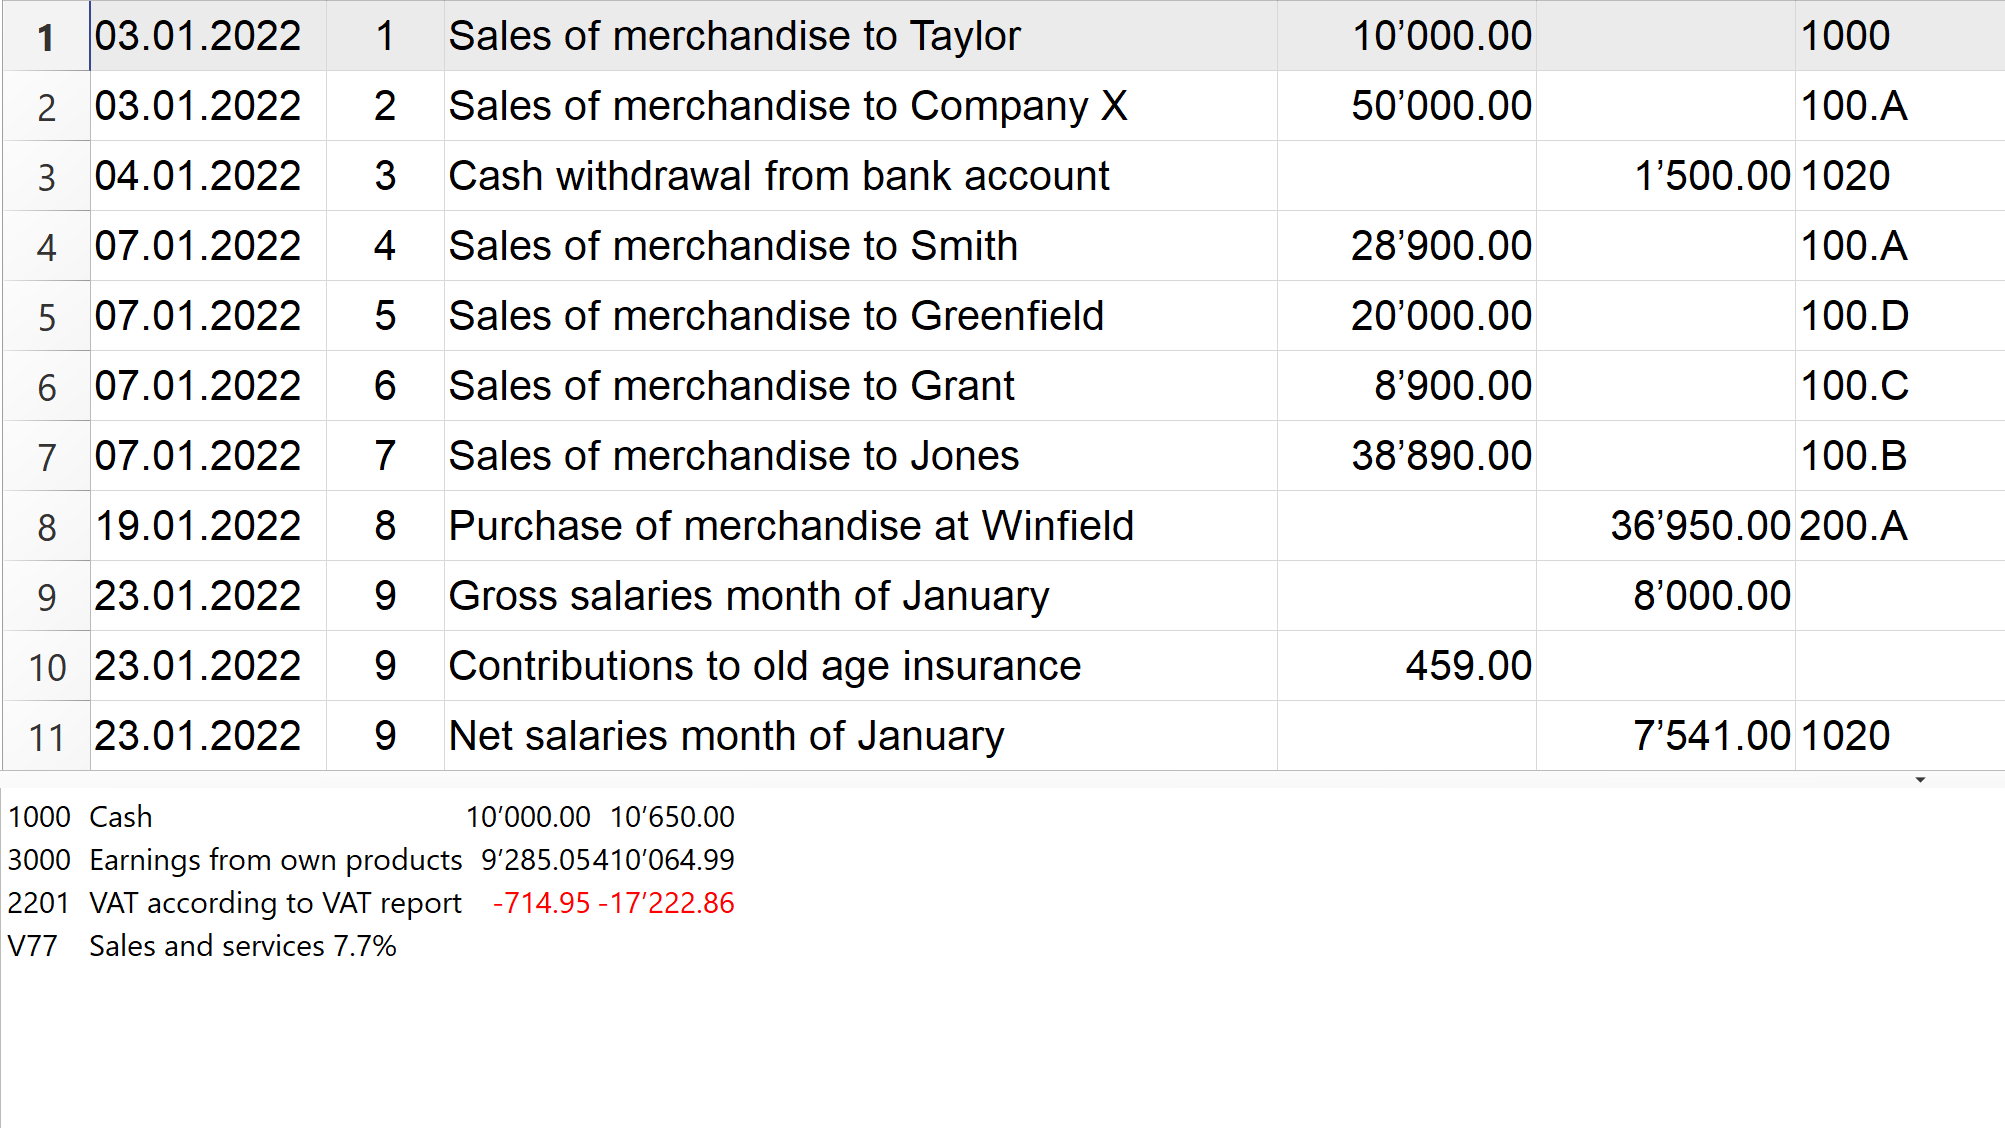 1 03.01.2022 1 Sales of merchandise to Taylor 10’000.00 1000
2 03.01.2022 2 Sales of merchandise to Company X 50’000.00 100.A
3 04.01.2022 3 Cash withdrawal from bank account 1’500.00 1020
4 07.01.2022 4 Sales of merchandise to Smith 28’900.00 100.A
5 07.01.2022 5 Sales of merchandise to Greenfield 20’000.00 100.D
6 07.01.2022 6 Sales of merchandise to Grant 8’900.00 100.C
7 07.01.2022 7 Sales of merchandise to Jones 38’890.00 100.B
8 19.01.2022 8 Purchase of merchandise at Winfield 36’950.00 200.A
9 23.01.2022 9 Gross salaries month of January 8’000.00
10 23.01.2022 9 Contributions to old age insurance 459.00
11 23.01.2022 9 Net salaries month of January 7’541.00 1020
1000 Cash 10’000.00 10’650.00
3000 Earnings from own products 9’285.05 410’064.99
2201 VAT according to VAT report -714.95 -17’222.86
V77 Sales and services 7.7%